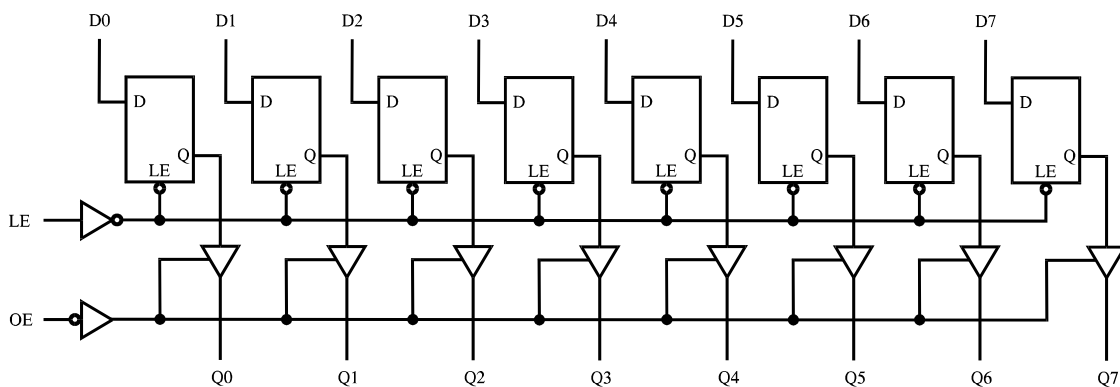 D0 D1 D2 D3 D4 D5 D6 D7
D D D D D D D D
Q Q Q Q Q Q Q Q
LE LE LE LE LE LE LE LE
LE
OE
Q0 Q1 Q2 Q3 Q4 Q5 Q6 Q7